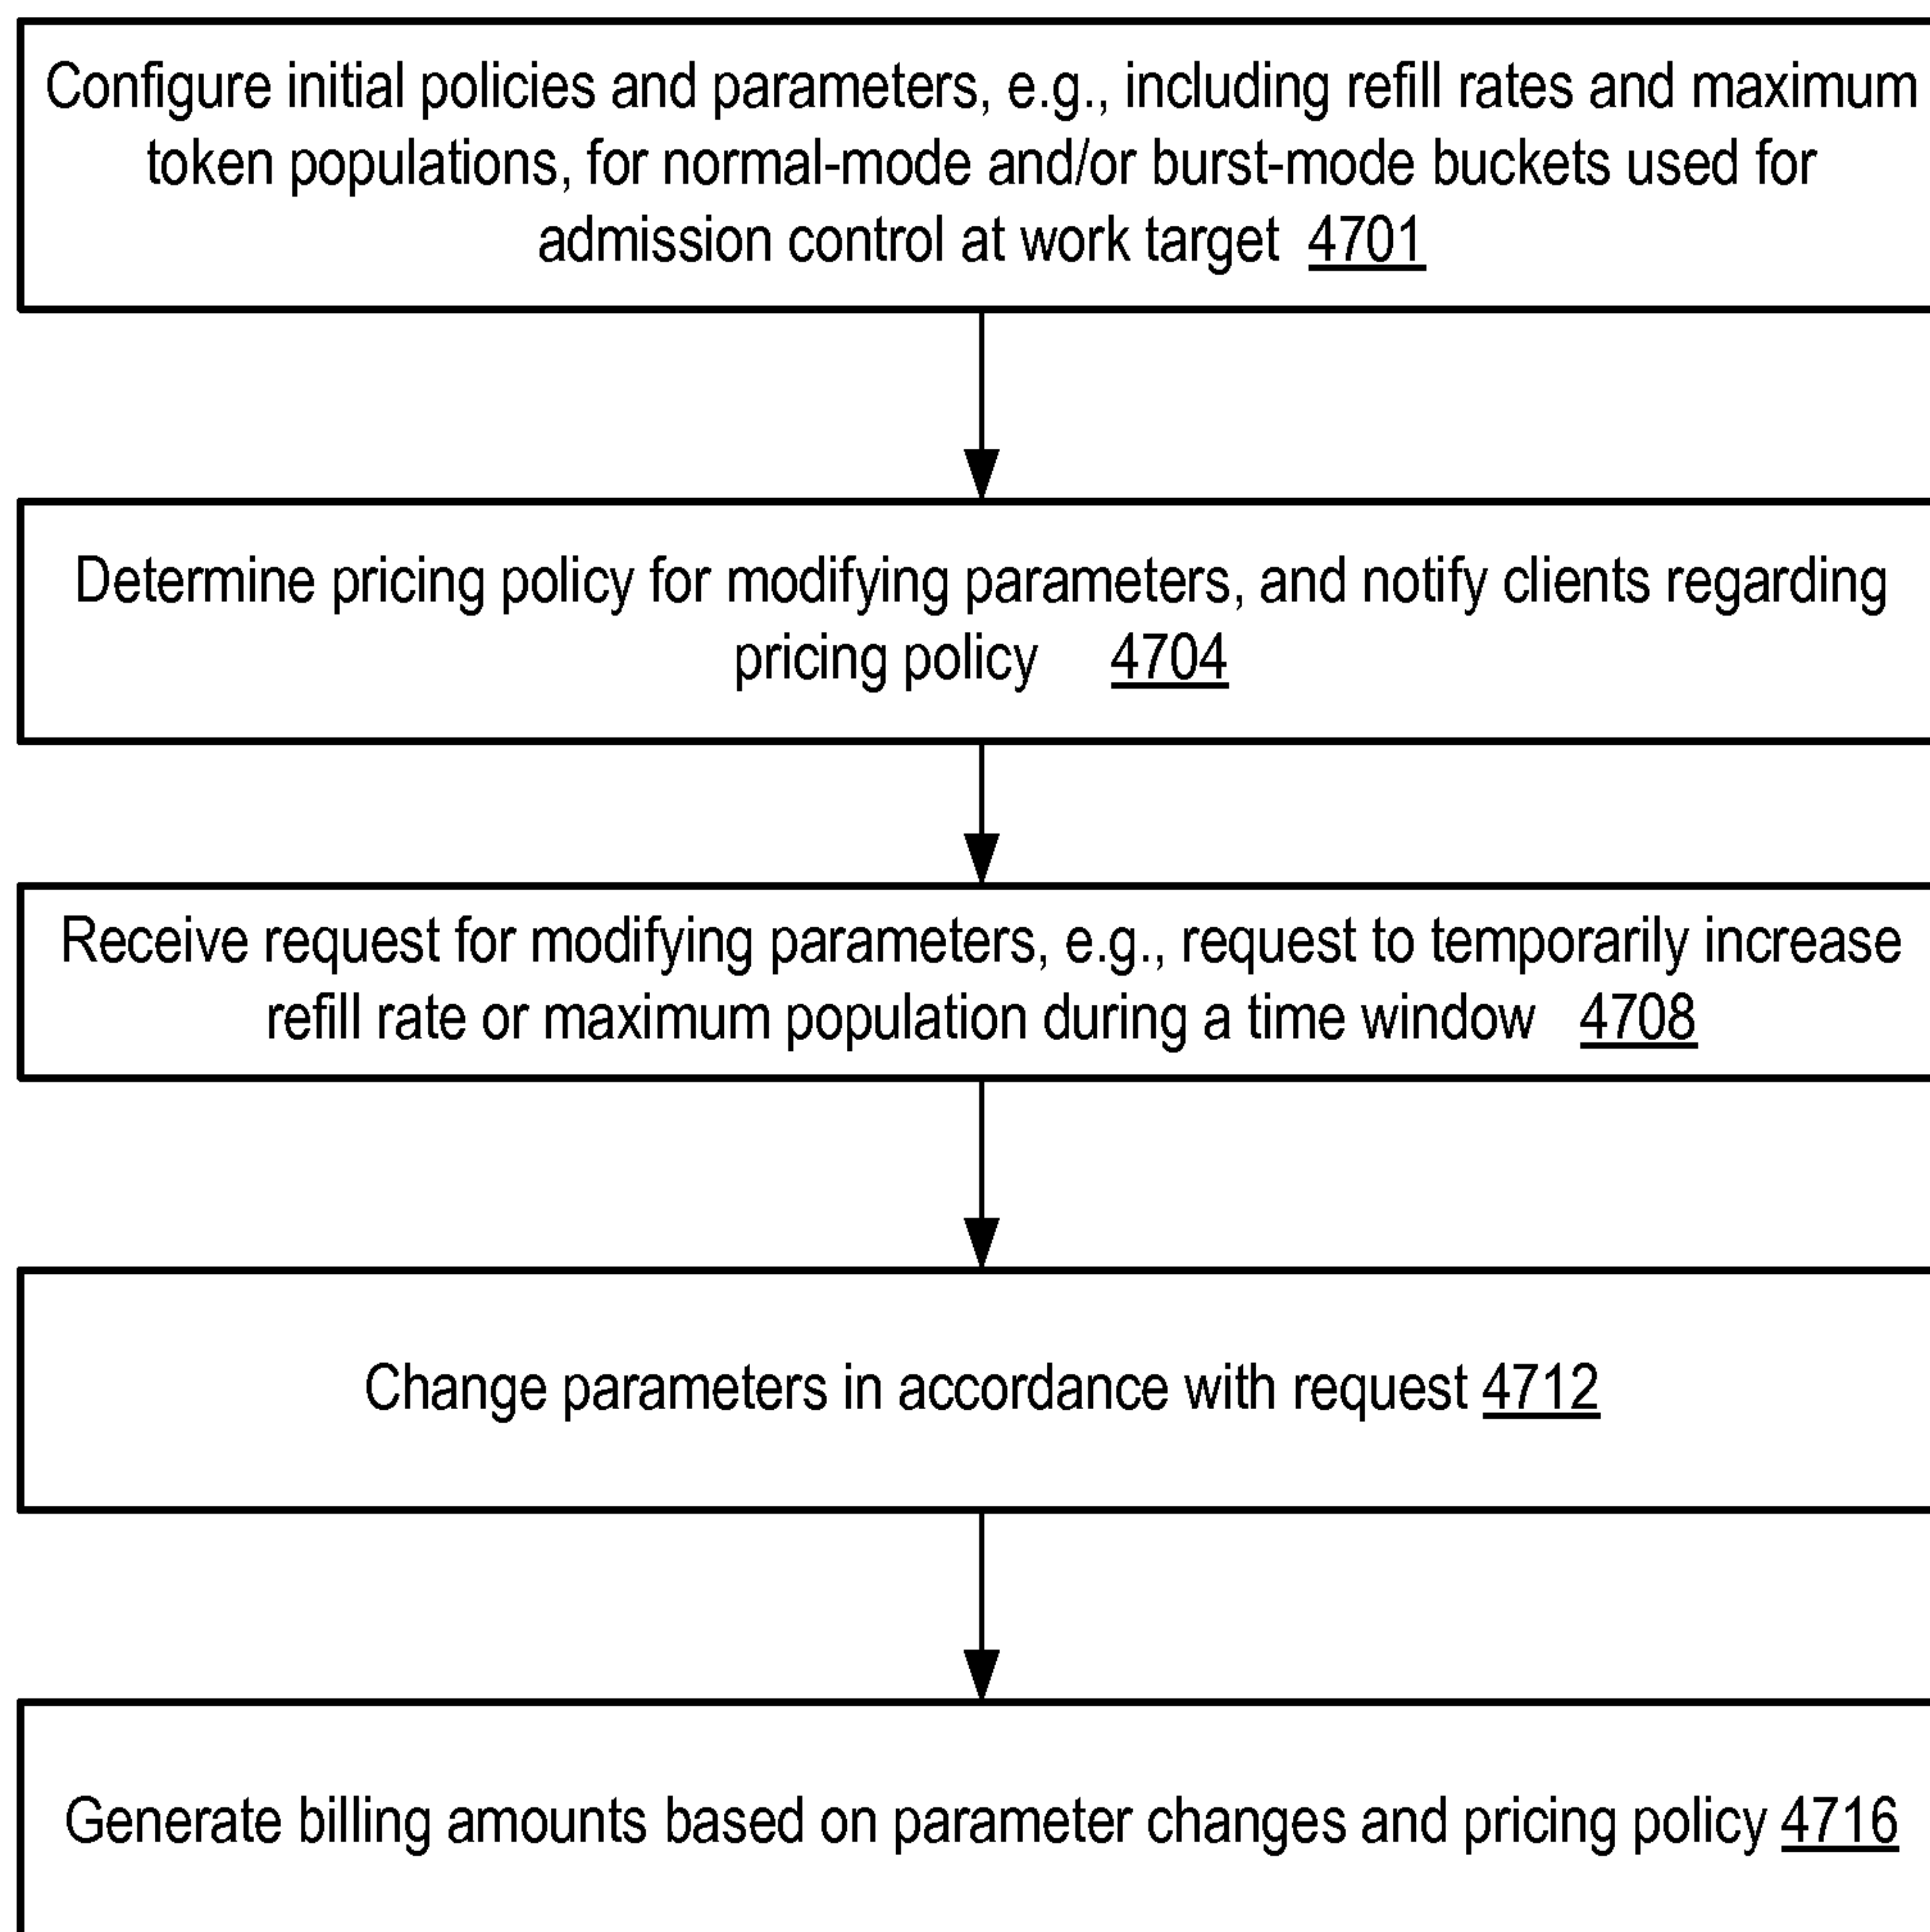 Configure initial policies and parameters, e.g., including refill rates and maximum
token populations, for normal-mode and/or burst-mode buckets used for
admission control at work target 4701
Determine pricing policy for modifying parameters, and notify clients regarding
pricing policy 4704
Receive request for modifying parameters, e.g., request to temporarily increase
refill rate or maximum population during a time window 4708
Change parameters in accordance with request 4712
Generate billing amounts based on parameter changes and pricing policy 4716